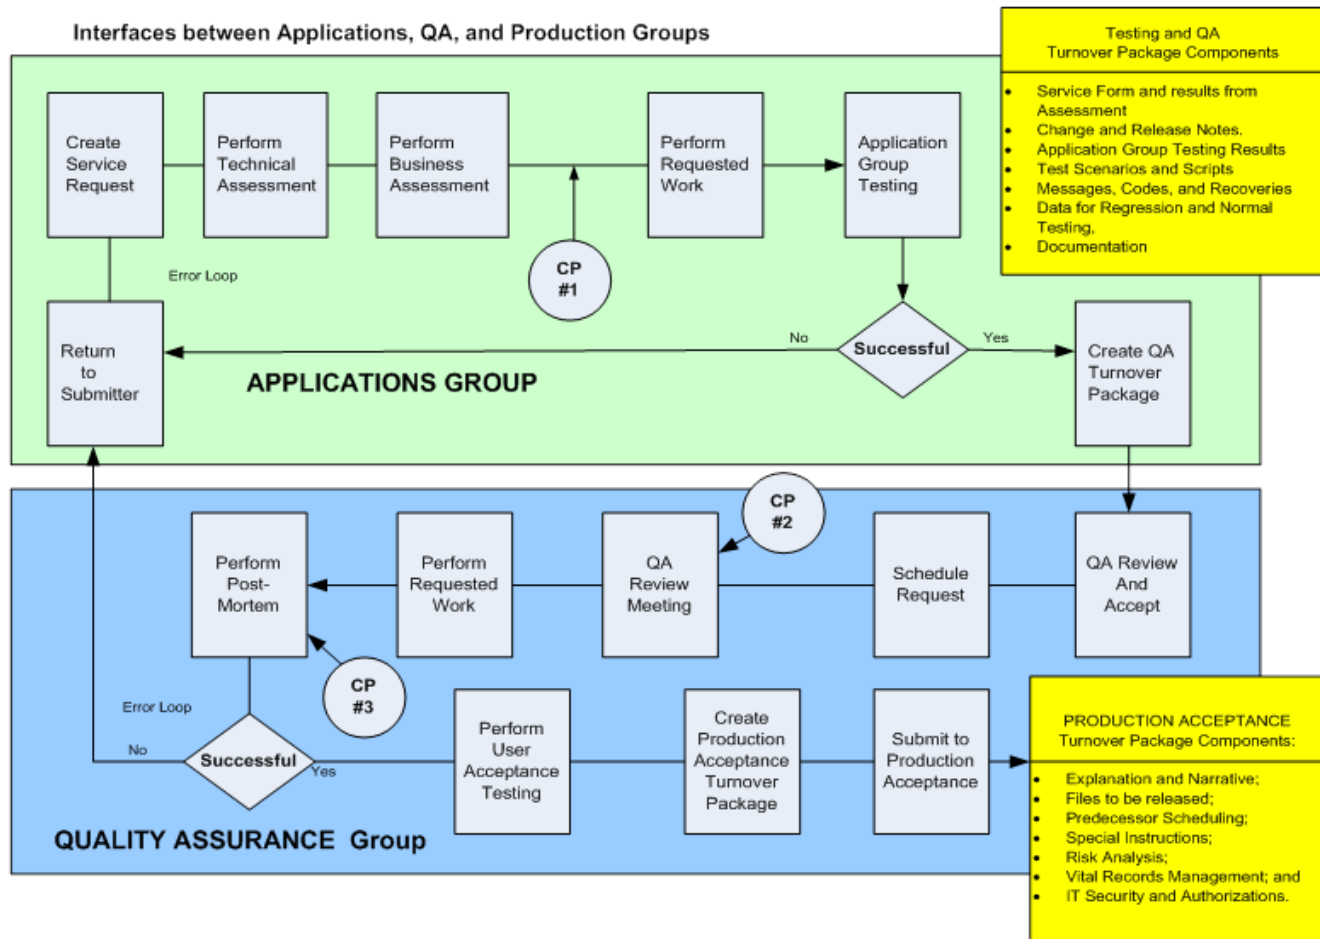 Interfaces between Applications, QA, and Production Groups
Testing and QA
Turnover Package Components
• Service Form and results from
Assessment
• Change and Release Notes.
• Application Group Testing Results
• Test Scenarios and Scripts
• Messages, Codes, and Recoveries
• Data for Regression and Normal
Testing,
• Documentation
Create
Service
Request
Perform
Technical
Assessment
Perform
Business
Assessment
Perform
Requested
Work
Application
Group
Testing
CP
#1
Error Loop
Return
to
Submitter
No
Successful
Yes
Create QA
Turnover
Package
APPLICATIONS GROUP
CP
#2
Perform
Post-
Mortem
Perform
Requested
Work
QA
Review
Meeting
Schedule
Request
QA Review
And
Accept
CP
#3
Error Loop
No
Successful
Yes
Perform
User
Acceptance
Testing
Create
Production
Acceptance
Turnover
Package
Submit to
Production
Acceptance
PRODUCTION ACCEPTANCE
Turnover Package Components:
• Explanation and Narrative;
• Files to be released;
• Predecessor Scheduling;
• Special Instructions;
• Risk Analysis;
• Vital Records Management; and
• IT Security and Authorizations.
QUALITY ASSURANCE Group